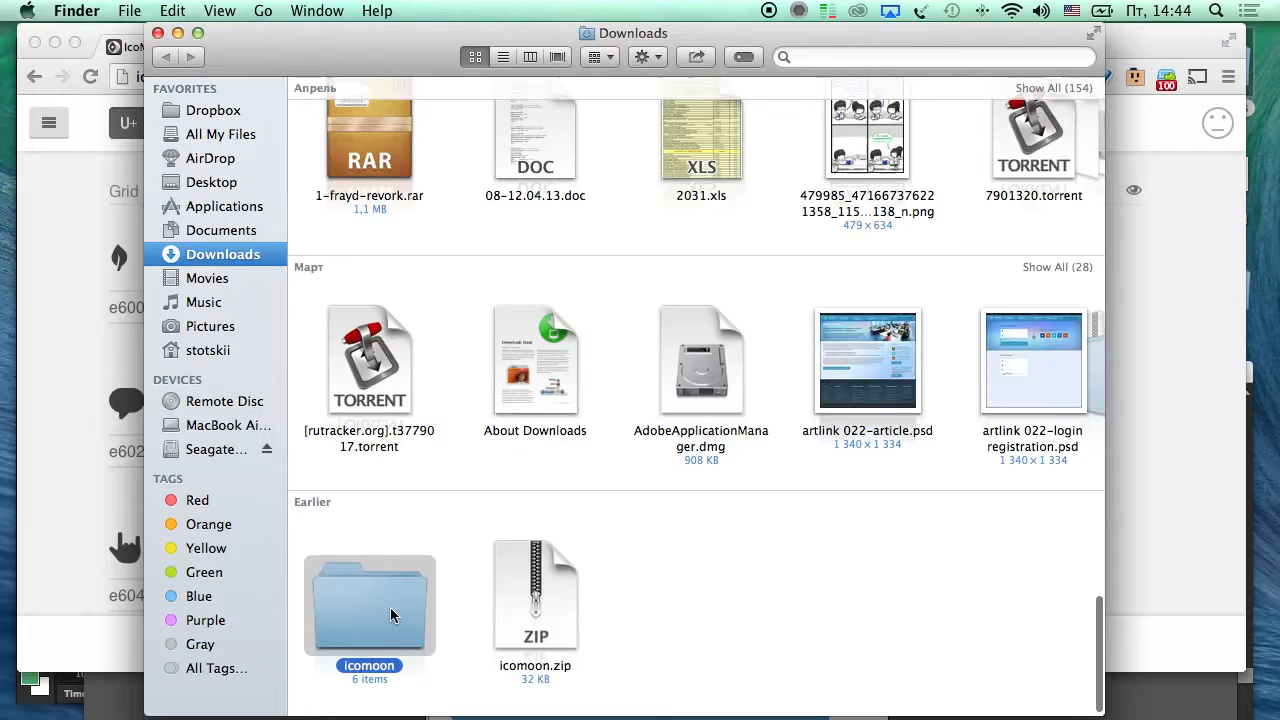 Finder File Edit View Go Window Help
100
Пт, 14:44
Downloads
FAVORITES
Dropbox
All My Files
AirDrop
Desktop
Applications
Documents
Downloads
Movies
Music
Pictures
stotskii
DEVICES
Remote Disc
MacBook Ai...
Seagate...
TAGS
Red
Orange
Yellow
Green
Blue
Purple
Gray
All Tags...
Апрель
Show All (154)
RAR
DOC
XLS
TORRENT
1-frayd-revork.rar
1,1 MB
08-12.04.13.doc
2031.xls
479985_47166737622
1358_115...138_n.png
479 × 634
7901320.torrent
Март
Show All (28)
TORRENT
[rutracker.org].t37790
17.torrent
About Downloads
AdobeApplicationMana
ger.dmg
908 KB
artlink 022-article.psd
1 340 × 1 334
artlink 022-login
registration.psd
1 340 × 1 334
Earlier
icomoon
6 items
ZIP
icomoon.zip
32 KB
IcoM
U+
Grid
e600
e602
e604
Time